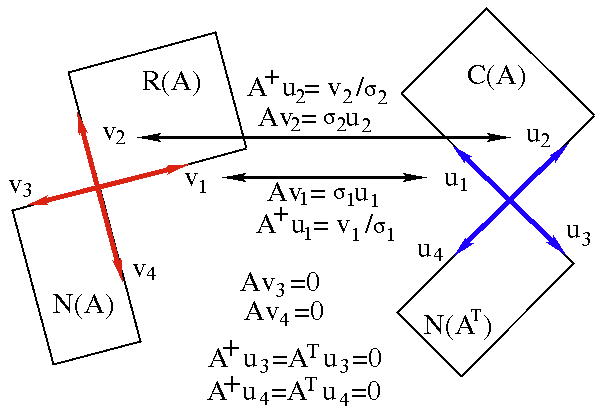 R(A)
C(A)
A⁺u₂= v₂/σ₂
Av₂= σ₂u₂
v₂
u₂
v₃
v₁
u₁
Av₁= σ₁u₁
A⁺u₁= v₁/σ₁
u₃
u₄
v₄
Av₃=0
N(A)
Av₄=0
N(Aᵀ)
A⁺u₃=Aᵀu₃=0
A⁺u₄=Aᵀu₄=0